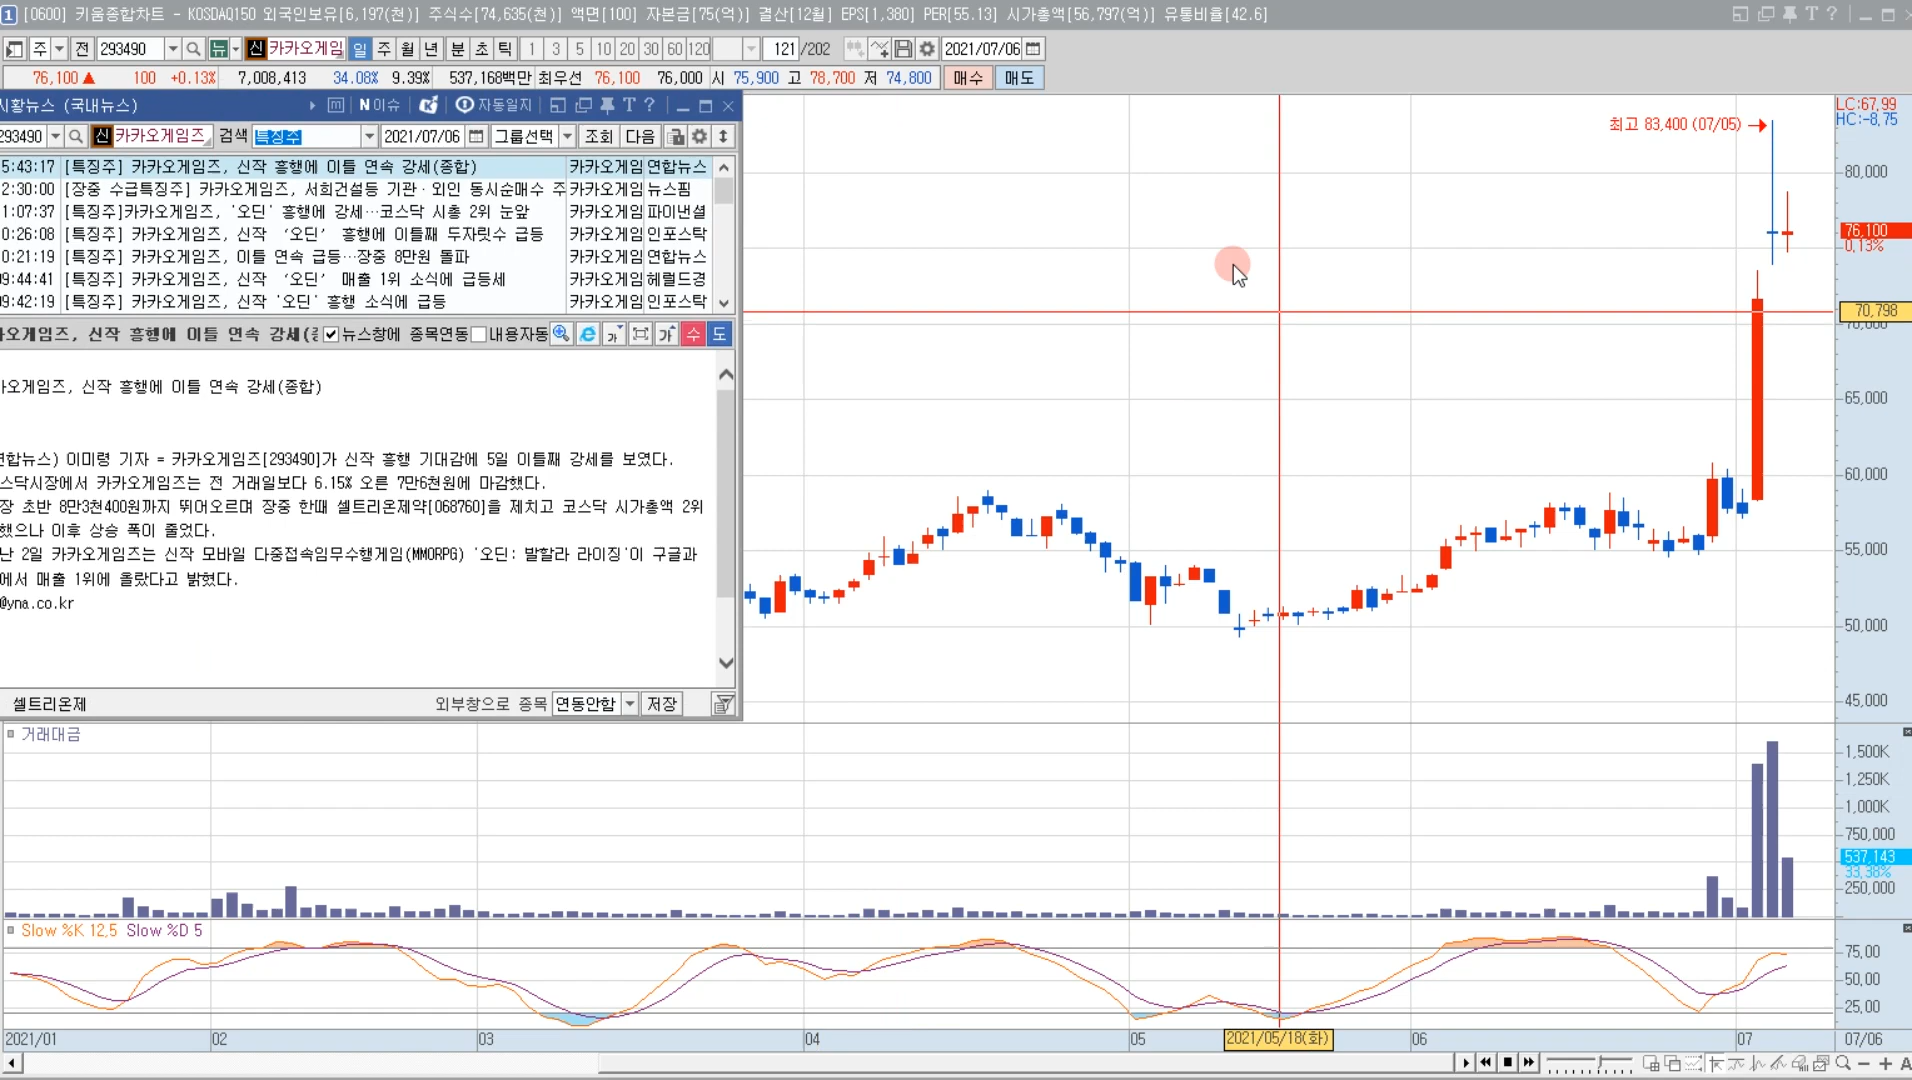 1 [0600] 키움종합차트 - KOSDAQ150 외국인보유[6,197(천)] 주식수[74,635(천)] 액면[100] 자본금[75(억)] 결산[12월] EPS[1,380] PER[55.13] 시가총액[56,797(억)] 유통비율[42.6]
주 전 293490 뉴 신 카카오게임 일 주 월 년 분 초 틱 1 3 5 10 20 30 60 120 121 /202 2021/07/06
76,100 ▲ 100 +0.13% 7,008,413 34.08% 9.39% 537,168백만 최우선 76,100 76,000 시 75,900 고 78,700 저 74,800 매수 매도
시황뉴스 (국내뉴스) N이슈 자동일지 T ?
293490 신 카카오게임즈 검색 특징주 2021/07/06 그룹선택 조회 다음
5:43:17 [특징주] 카카오게임즈, 신작 흥행에 이틀 연속 강세(종합) 카카오게임 연합뉴스
2:30:00 [장중 수급특징주] 카카오게임즈, 서희건설등 기관·외인 동시순매수 주 카카오게임 뉴스핌
1:07:37 [특징주]카카오게임즈, '오딘' 흥행에 강세…코스닥 시총 2위 눈앞 카카오게임 파이낸셜
0:26:08 [특징주] 카카오게임즈, 신작 ‘오딘’ 흥행에 이틀째 두자릿수 급등 카카오게임 인포스탁
0:21:19 [특징주] 카카오게임즈, 이틀 연속 급등…장중 8만원 돌파 카카오게임 연합뉴스
09:44:41 [특징주] 카카오게임즈, 신작 ‘오딘’ 매출 1위 소식에 급등세 카카오게임 헤럴드경
09:42:19 [특징주] 카카오게임즈, 신작 '오딘' 흥행 소식에 급등 카카오게임 인포스탁
카오게임즈, 신작 흥행에 이틀 연속 강세(종 뉴스창에 종목연동 내용자동 가 가 수 도
카오게임즈, 신작 흥행에 이틀 연속 강세(종합)
연합뉴스) 이미령 기자 = 카카오게임즈[293490]가 신작 흥행 기대감에 5일 이틀째 강세를 보였다.
스닥시장에서 카카오게임즈는 전 거래일보다 6.15% 오른 7만6천원에 마감했다.
장 초반 8만3천400원까지 뛰어오르며 장중 한때 셀트리온제약[068760]을 제치고 코스닥 시가총액 2위
했으나 이후 상승 폭이 줄었다.
난 2일 카카오게임즈는 신작 모바일 다중접속임무수행게임(MMORPG) '오딘: 발할라 라이징'이 구글과
에서 매출 1위에 올랐다고 밝혔다.
@yna.co.kr
셀트리온제 외부창으로 종목 연동안함 저장
최고 83,400 (07/05)
LC:67,99
HC:-8,75
80,000
76,100
0,13%
70,798
70,000
65,000
60,000
55,000
50,000
45,000
거래대금
1,500K
1,250K
1,000K
750,000
537,143
33,38%
250,000
Slow %K 12,5 Slow %D 5
75,00
50,00
25,00
2021/01 02 03 04 05 2021/05/18(화) 06 07 07/06